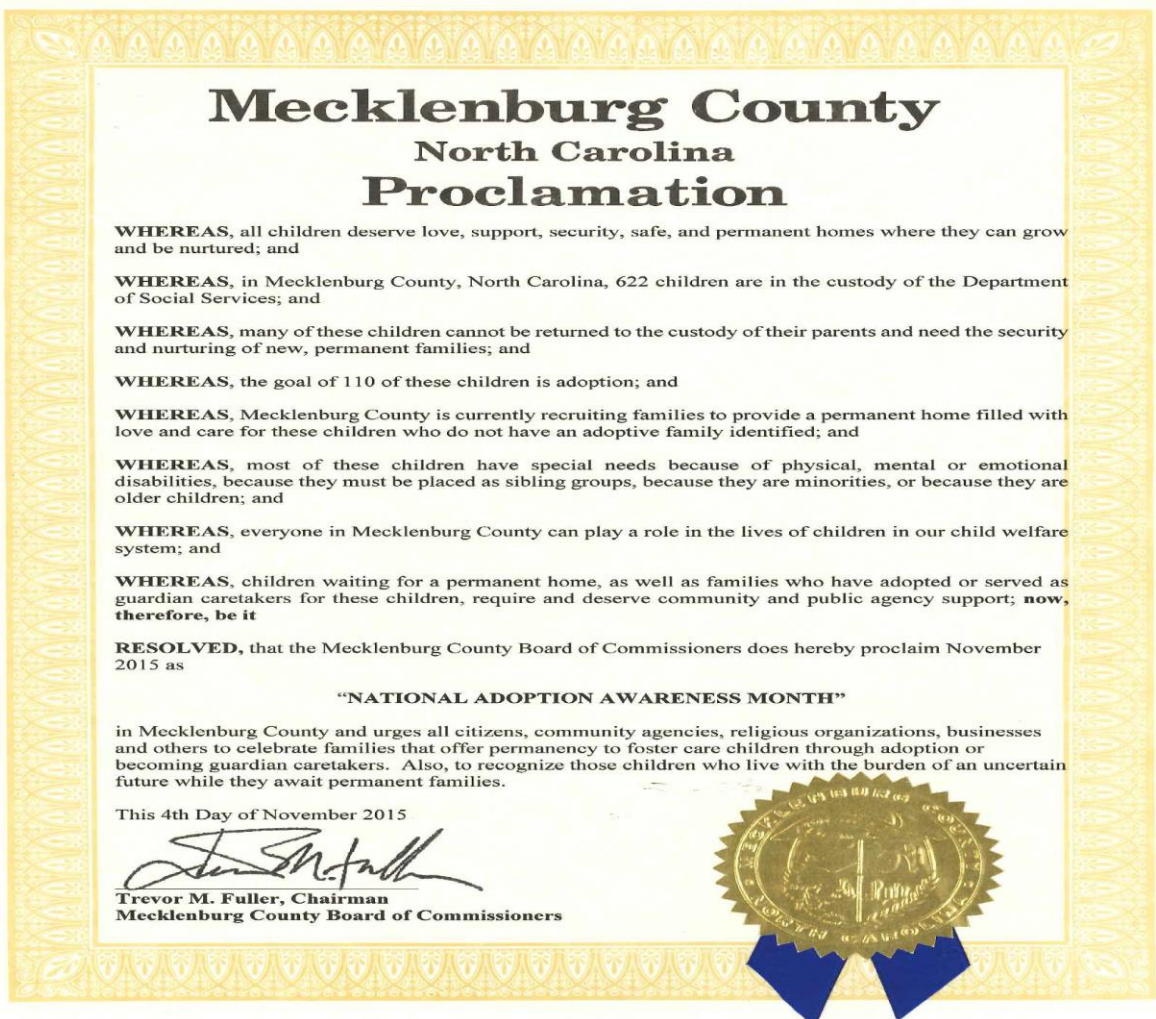 Mecklenburg County
North Carolina
Proclamation
WHEREAS, all children deserve love, support, security, safe, and permanent homes where they can grow
and be nurtured; and
WHEREAS, in Mecklenburg County, North Carolina, 622 children are in the custody of the Department
of Social Services; and
WHEREAS, many of these children cannot be returned to the custody of their parents and need the security
and nurturing of new, permanent families; and
WHEREAS, the goal of 110 of these children is adoption; and
WHEREAS, Mecklenburg County is currently recruiting families to provide a permanent home filled with
love and care for these children who do not have an adoptive family identified; and
WHEREAS, most of these children have special needs because of physical, mental or emotional
disabilities, because they must be placed as sibling groups, because they are minorities, or because they are
older children; and
WHEREAS, everyone in Mecklenburg County can play a role in the lives of children in our child welfare
system; and
WHEREAS, children waiting for a permanent home, as well as families who have adopted or served as
guardian caretakers for these children, require and deserve community and public agency support; now,
therefore, be it
RESOLVED, that the Mecklenburg County Board of Commissioners does hereby proclaim November
2015 as
“NATIONAL ADOPTION AWARENESS MONTH”
in Mecklenburg County and urges all citizens, community agencies, religious organizations, businesses
and others to celebrate families that offer permanency to foster care children through adoption or
becoming guardian caretakers. Also, to recognize those children who live with the burden of an uncertain
future while they await permanent families.
This 4th Day of November 2015
Trevor M. Fuller, Chairman
Mecklenburg County Board of Commissioners
MECKLENBURG COUNTY
NORTH CAROLINA